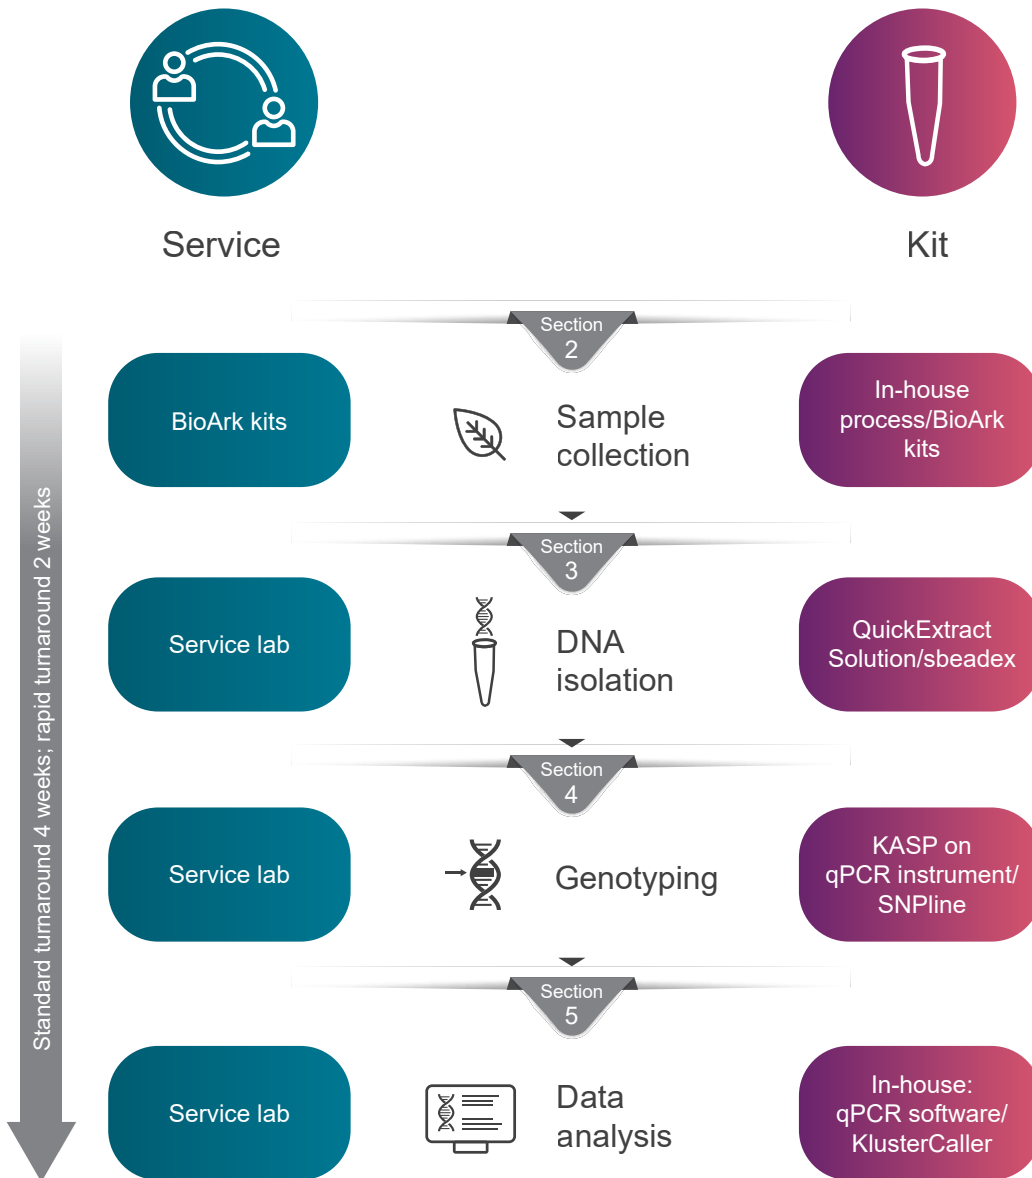 Service
Kit
Standard turnaround 4 weeks; rapid turnaround 2 weeks
Section
2
BioArk kits
Sample
collection
In-house
process/BioArk
kits
Section
3
Service lab
DNA
isolation
QuickExtract
Solution/sbeadex
Section
4
Service lab
Genotyping
KASP on
qPCR instrument/
SNPline
Section
5
Service lab
Data
analysis
In-house:
qPCR software/
KlusterCaller